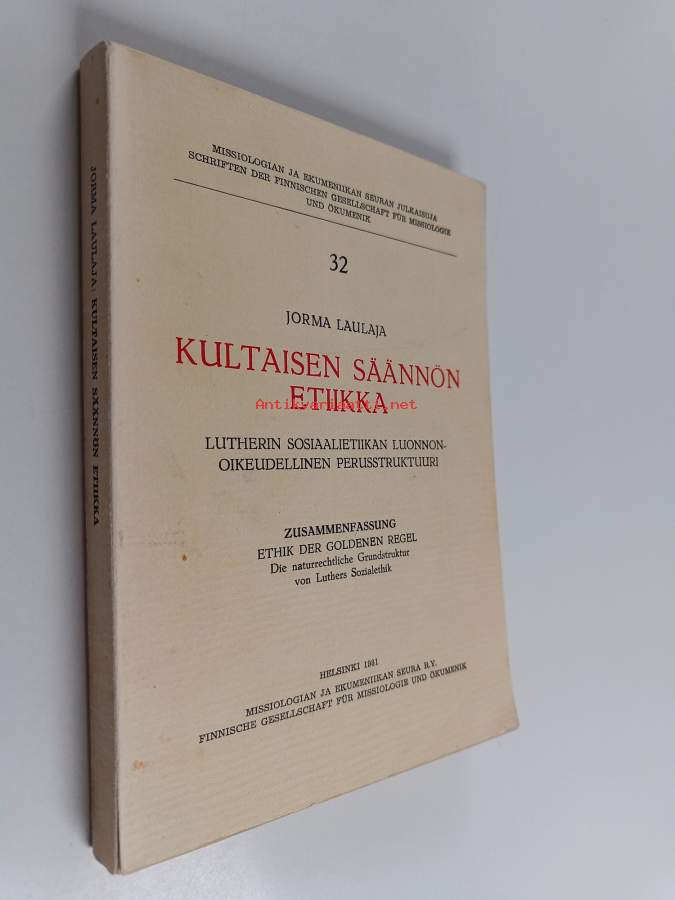 JORMA LAULAJA: KULTAISEN SÄÄNNÖN ETIIKKA
MISSIOLOGIAN JA EKUMENIIKAN SEURAN JULKAISUJA
SCHRIFTEN DER FINNISCHEN GESELLSCHAFT FÜR MISSIOLOGIE
UND ÖKUMENIK
32
JORMA LAULAJA
KULTAISEN SÄÄNNÖN
ETIIKKA
Antikvariaatti.net
LUTHERIN SOSIAALIETIIKAN LUONNON-
OIKEUDELLINEN PERUSSTRUKTUURI
ZUSAMMENFASSUNG
ETHIK DER GOLDENEN REGEL
Die naturrechtliche Grundstruktur
von Luthers Sozialethik
HELSINKI 1981
MISSIOLOGIAN JA EKUMENIIKAN SEURA R.Y.
FINNISCHE GESELLSCHAFT FÜR MISSIOLOGIE UND ÖKUMENIK